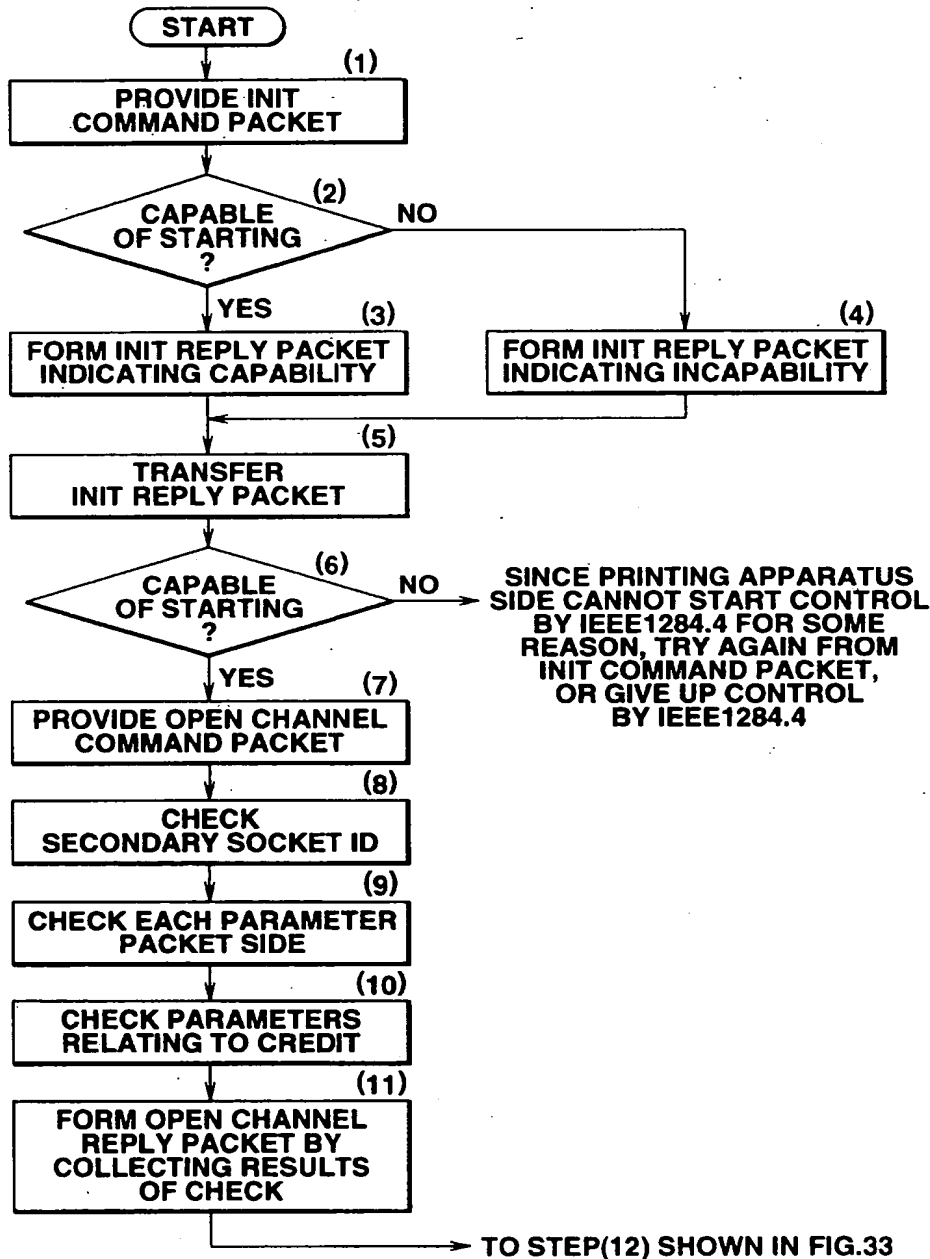 START
(1)
PROVIDE INIT
COMMAND PACKET
(2)
CAPABLE
OF STARTING
?
NO
YES
(3)
FORM INIT REPLY PACKET
INDICATING CAPABILITY
(4)
FORM INIT REPLY PACKET
INDICATING INCAPABILITY
(5)
TRANSFER
INIT REPLY PACKET
(6)
CAPABLE
OF STARTING
?
NO
SINCE PRINTING APPARATUS
SIDE CANNOT START CONTROL
BY IEEE1284.4 FOR SOME
REASON, TRY AGAIN FROM
INIT COMMAND PACKET,
OR GIVE UP CONTROL
BY IEEE1284.4
YES
(7)
PROVIDE OPEN CHANNEL
COMMAND PACKET
(8)
CHECK
SECONDARY SOCKET ID
(9)
CHECK EACH PARAMETER
PACKET SIDE
(10)
CHECK PARAMETERS
RELATING TO CREDIT
(11)
FORM OPEN CHANNEL
REPLY PACKET BY
COLLECTING RESULTS
OF CHECK
TO STEP(12) SHOWN IN FIG.33